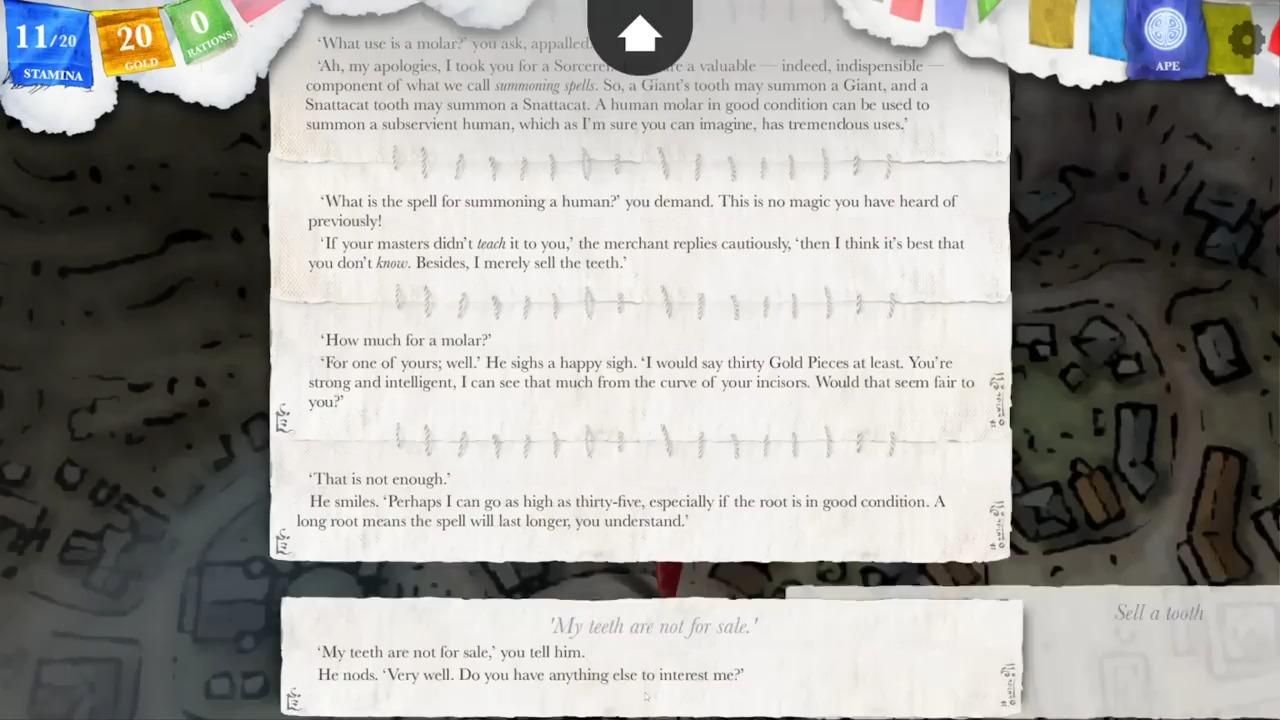 11/20
STAMINA
20
GOLD
0
RATIONS
APE
‘What use is a molar?’ you ask, appalled.
‘Ah, my apologies, I took you for a Sorcerer. a valuable — indeed, indispensible —
component of what we call summoning spells. So, a Giant’s tooth may summon a Giant, and a
Snattacat tooth may summon a Snattacat. A human molar in good condition can be used to
summon a subservient human, which as I’m sure you can imagine, has tremendous uses.’
‘What is the spell for summoning a human?’ you demand. This is no magic you have heard of
previously!
‘If your masters didn’t teach it to you,’ the merchant replies cautiously, ‘then I think it’s best that
you don’t know. Besides, I merely sell the teeth.’
‘How much for a molar?’
‘For one of yours; well.’ He sighs a happy sigh. ‘I would say thirty Gold Pieces at least. You’re
strong and intelligent, I can see that much from the curve of your incisors. Would that seem fair to
you?’
‘That is not enough.’
He smiles. ‘Perhaps I can go as high as thirty-five, especially if the root is in good condition. A
long root means the spell will last longer, you understand.’
'My teeth are not for sale.'
Sell a tooth
‘My teeth are not for sale,’ you tell him.
He nods. ‘Very well. Do you have anything else to interest me?’